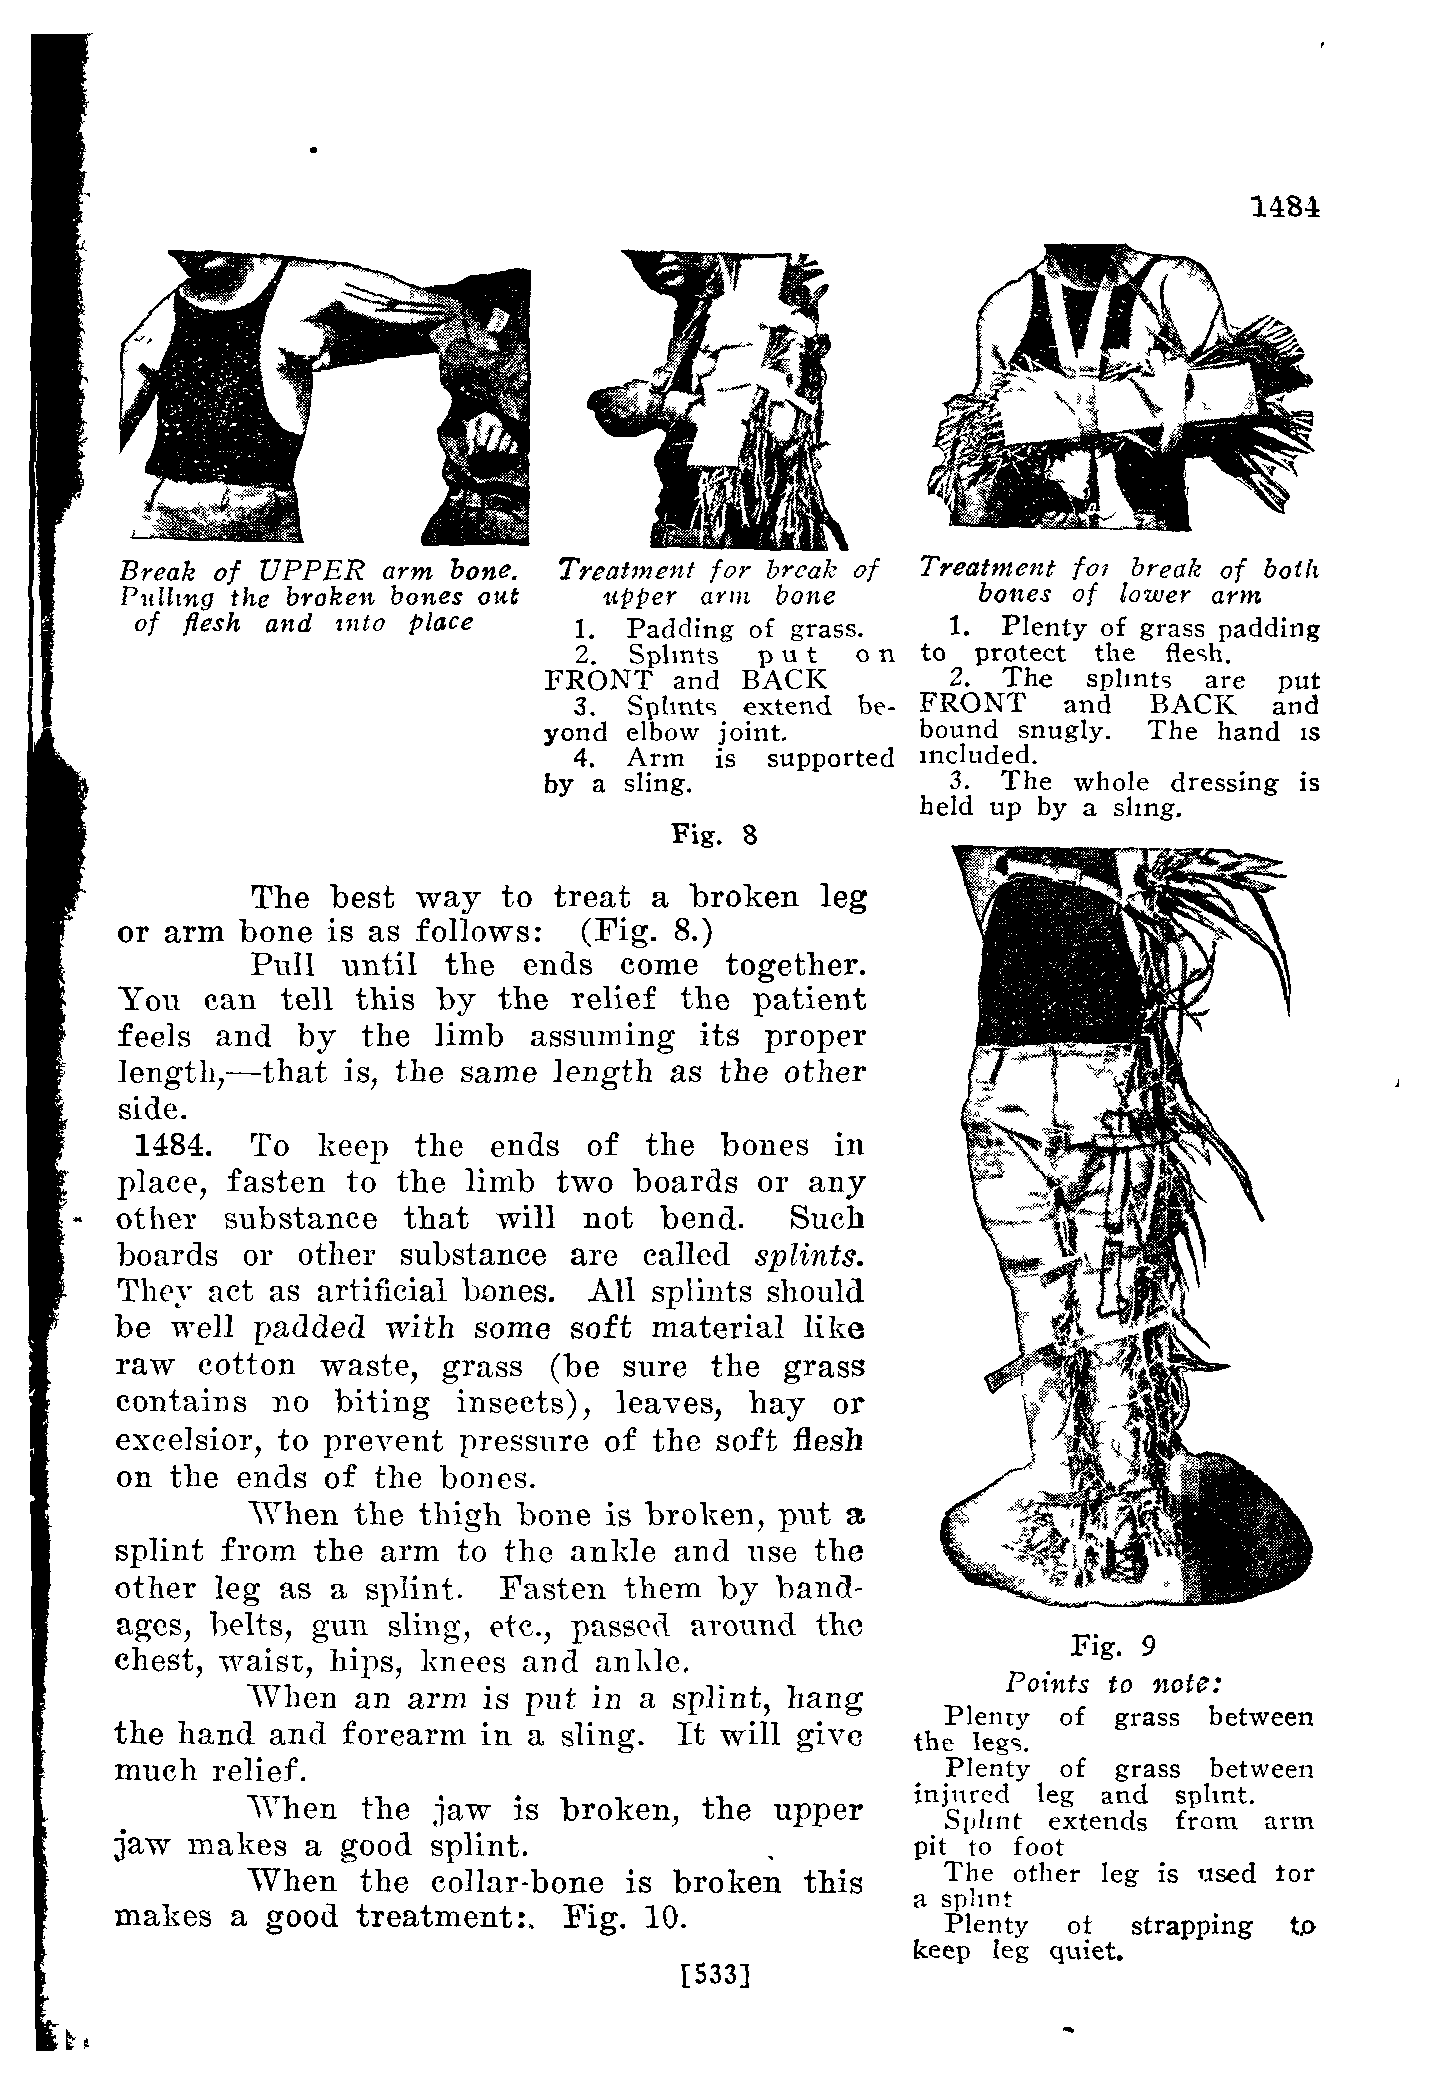 1484
Break of UPPER arm bone.
Pulling the broken bones out
of flesh and into place
Treatment for break of
upper arm bone
1. Padding of grass.
2. Splints put on
FRONT and BACK
3. Splints extend be-
yond elbow joint.
4. Arm is supported
by a sling.
Treatment for break of both
bones of lower arm
1. Plenty of grass padding
to protect the flesh.
2. The splints are put
FRONT and BACK and
bound snugly. The hand is
included.
3. The whole dressing is
held up by a sling.
Fig. 8
The best way to treat a broken leg
or arm bone is as follows: (Fig. 8.)
Pull until the ends come together.
You can tell this by the relief the patient
feels and by the limb assuming its proper
length,—that is, the same length as the other
side.
1484. To keep the ends of the bones in
place, fasten to the limb two boards or any
other substance that will not bend. Such
boards or other substance are called splints.
They act as artificial bones. All splints should
be well padded with some soft material like
raw cotton waste, grass (be sure the grass
contains no biting insects), leaves, hay or
excelsior, to prevent pressure of the soft flesh
on the ends of the bones.
When the thigh bone is broken, put a
splint from the arm to the ankle and use the
other leg as a splint. Fasten them by band-
ages, belts, gun sling, etc., passed around the
chest, waist, hips, knees and ankle.
When an arm is put in a splint, hang
the hand and forearm in a sling. It will give
much relief.
When the jaw is broken, the upper
jaw makes a good splint.
When the collar-bone is broken this
makes a good treatment:. Fig. 10.
Fig. 9
Points to note:
Plenty of grass between
the legs.
Plenty of grass between
injured leg and splint.
Splint extends from arm
pit to foot
The other leg is used for
a splint
Plenty of strapping to
keep leg quiet.
[533]